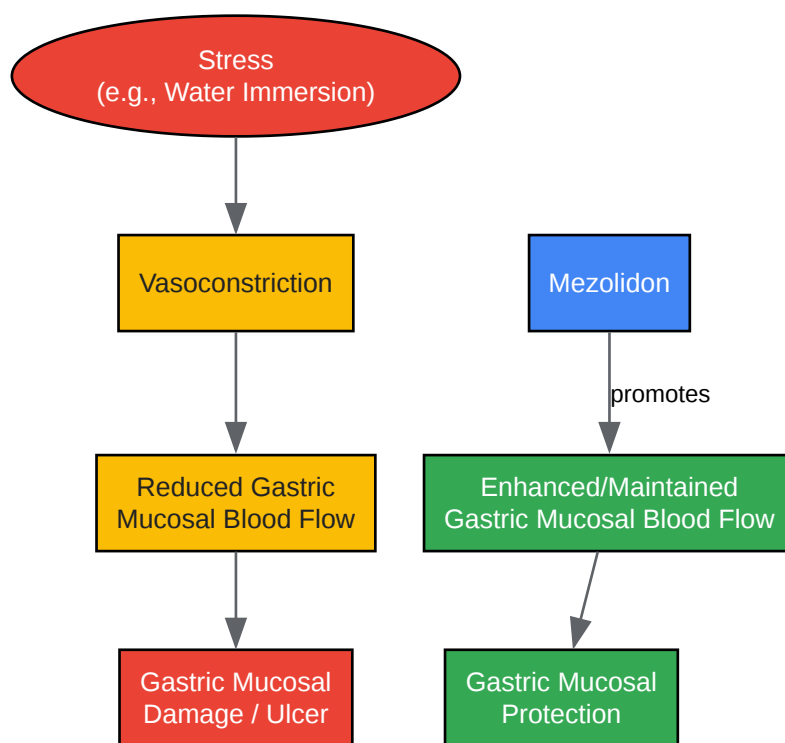 Stress
(e.g., Water Immersion)
Vasoconstriction
Mezolidon
promotes
Reduced Gastric
Mucosal Blood Flow
Enhanced/Maintained
Gastric Mucosal Blood Flow
Gastric Mucosal
Damage / Ulcer
Gastric Mucosal
Protection